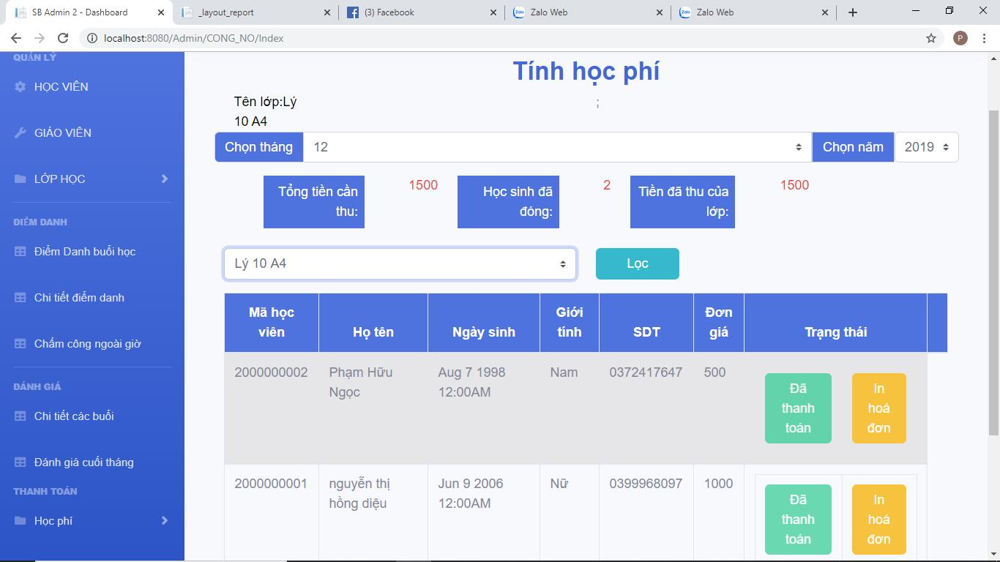 SB Admin 2 - Dashboard
_layout_report
(3) Facebook
Zalo Web
Zalo Web
localhost:8080/Admin/CONG_NO/Index
P
QUẢN LÝ
HỌC VIÊN
GIÁO VIÊN
LỚP HỌC
ĐIỂM DANH
Điểm Danh buổi học
Chi tiết điểm danh
Chấm công ngoài giờ
ĐÁNH GIÁ
Chi tiết các buổi
Đánh giá cuối tháng
THANH TOÁN
Học phí
Tính học phí
Tên lớp:Lý
10 A4
;
Chọn tháng 12 Chọn năm 2019
Tổng tiền cần
thu:
1500
Học sinh đã
đóng:
2
Tiền đã thu của
lớp:
1500
Lý 10 A4
Lọc
Mã học
viên
Họ tên
Ngày sinh
Giới
tính
SDT
Đơn
giá
Trạng thái
2000000002
Phạm Hữu
Ngọc
Aug 7 1998
12:00AM
Nam
0372417647
500
Đã
thanh
toán
In
hoá
đơn
2000000001
nguyễn thị
hồng diệu
Jun 9 2006
12:00AM
Nữ
0399968097
1000
Đã
thanh
toán
In
hoá
đơn